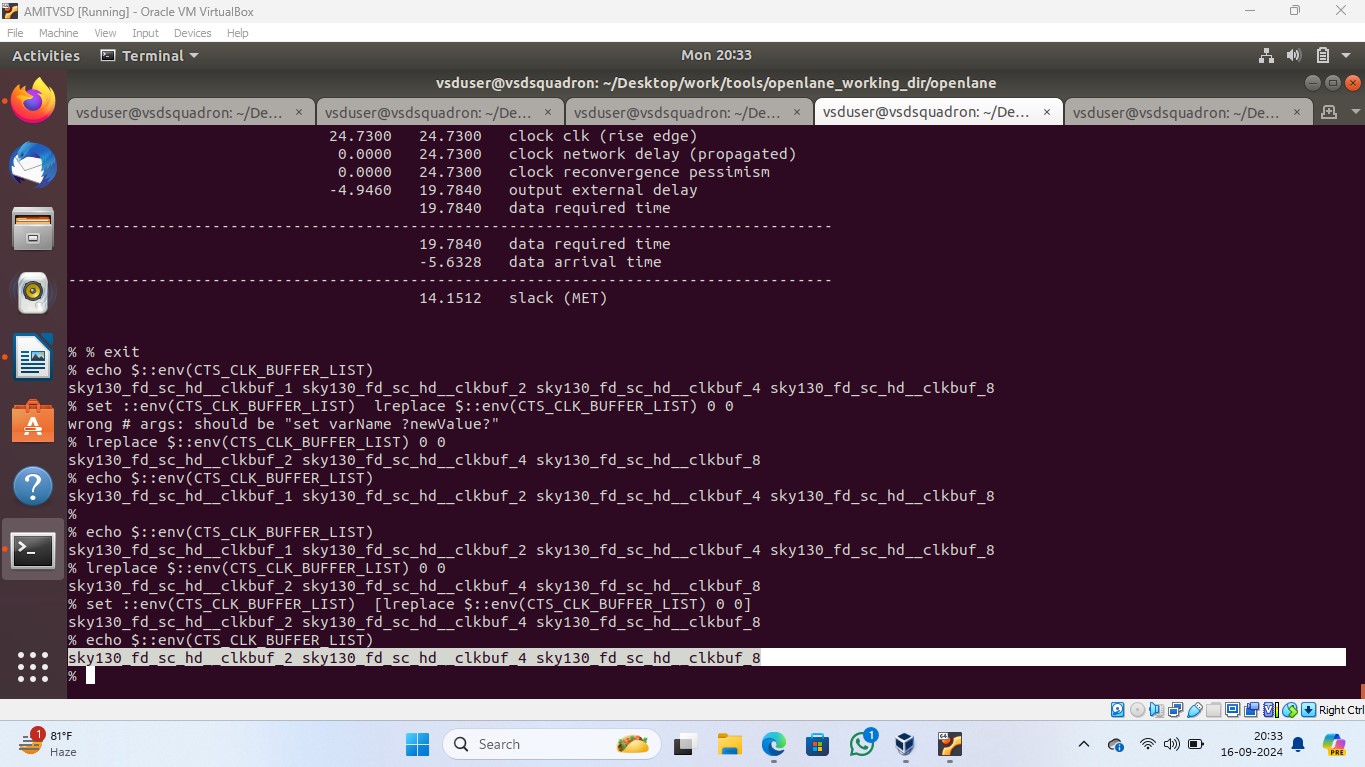 AMITVSD [Running] - Oracle VM VirtualBox
File Machine View Input Devices Help
Activities Terminal Mon 20:33
vsduser@vsdsquadron: ~/Desktop/work/tools/openlane_working_dir/openlane
vsduser@vsdsquadron: ~/De... × vsduser@vsdsquadron: ~/De... × vsduser@vsdsquadron: ~/De... × vsduser@vsdsquadron: ~/De... × vsduser@vsdsquadron: ~/De... ×
24.7300 24.7300 clock clk (rise edge)
0.0000 24.7300 clock network delay (propagated)
0.0000 24.7300 clock reconvergence pessimism
-4.9460 19.7840 output external delay
19.7840 data required time
-------------------------------------------------------------------------------------
19.7840 data required time
-5.6328 data arrival time
-------------------------------------------------------------------------------------
14.1512 slack (MET)
% % exit
% echo $::env(CTS_CLK_BUFFER_LIST)
sky130_fd_sc_hd__clkbuf_1 sky130_fd_sc_hd__clkbuf_2 sky130_fd_sc_hd__clkbuf_4 sky130_fd_sc_hd__clkbuf_8
% set ::env(CTS_CLK_BUFFER_LIST)  lreplace $::env(CTS_CLK_BUFFER_LIST) 0 0
wrong # args: should be "set varName ?newValue?"
% lreplace $::env(CTS_CLK_BUFFER_LIST) 0 0
sky130_fd_sc_hd__clkbuf_2 sky130_fd_sc_hd__clkbuf_4 sky130_fd_sc_hd__clkbuf_8
% echo $::env(CTS_CLK_BUFFER_LIST)
sky130_fd_sc_hd__clkbuf_1 sky130_fd_sc_hd__clkbuf_2 sky130_fd_sc_hd__clkbuf_4 sky130_fd_sc_hd__clkbuf_8
%
% echo $::env(CTS_CLK_BUFFER_LIST)
sky130_fd_sc_hd__clkbuf_1 sky130_fd_sc_hd__clkbuf_2 sky130_fd_sc_hd__clkbuf_4 sky130_fd_sc_hd__clkbuf_8
% lreplace $::env(CTS_CLK_BUFFER_LIST) 0 0
sky130_fd_sc_hd__clkbuf_2 sky130_fd_sc_hd__clkbuf_4 sky130_fd_sc_hd__clkbuf_8
% set ::env(CTS_CLK_BUFFER_LIST)  [lreplace $::env(CTS_CLK_BUFFER_LIST) 0 0]
sky130_fd_sc_hd__clkbuf_2 sky130_fd_sc_hd__clkbuf_4 sky130_fd_sc_hd__clkbuf_8
% echo $::env(CTS_CLK_BUFFER_LIST)
sky130_fd_sc_hd__clkbuf_2 sky130_fd_sc_hd__clkbuf_4 sky130_fd_sc_hd__clkbuf_8
%
Right Ctrl
1 81°F
Haze
Search
1
20:33
16-09-2024
PRE